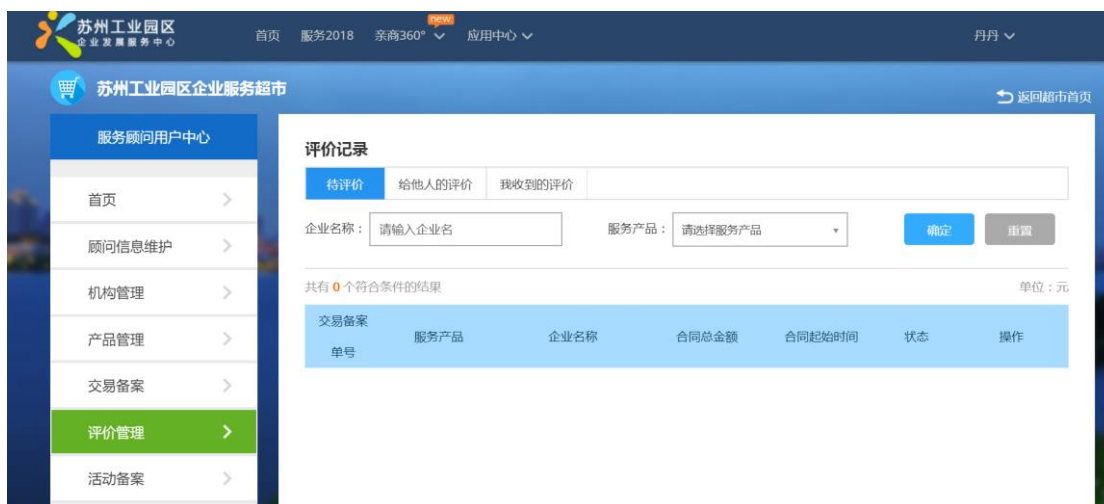 苏州工业园区
企业发展服务中心
首页 服务2018 亲商360° new 应用中心 丹丹
苏州工业园区企业服务超市
返回超市首页
服务顾问用户中心
首页
顾问信息维护
机构管理
产品管理
交易备案
评价管理
活动备案
评价记录
待评价 给他人的评价 我收到的评价
企业名称： 请输入企业名 服务产品： 请选择服务产品 确定 重置
共有 0 个符合条件的结果 单位：元
交易备案单号 服务产品 企业名称 合同总金额 合同起始时间 状态 操作